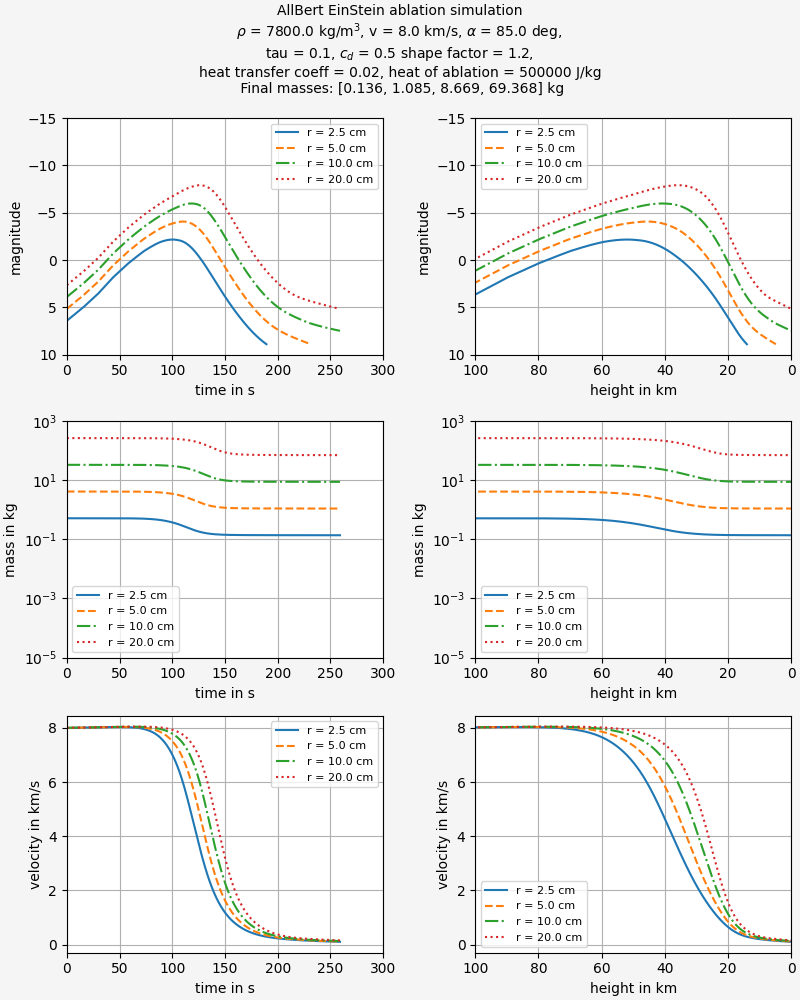 AllBert EinStein ablation simulation
ρ = 7800.0 kg/m³, v = 8.0 km/s, α = 85.0 deg,
tau = 0.1, c_d = 0.5 shape factor = 1.2,
heat transfer coeff = 0.02, heat of ablation = 500000 J/kg
Final masses: [0.136, 1.085, 8.669, 69.368] kg
−15
−10
−5
0
5
10
magnitude
0 50 100 150 200 250 300
time in s
r = 2.5 cm
r = 5.0 cm
r = 10.0 cm
r = 20.0 cm
−15
−10
−5
0
5
10
magnitude
100 80 60 40 20 0
height in km
r = 2.5 cm
r = 5.0 cm
r = 10.0 cm
r = 20.0 cm
10³
10¹
10⁻¹
10⁻³
10⁻⁵
mass in kg
0 50 100 150 200 250 300
time in s
r = 2.5 cm
r = 5.0 cm
r = 10.0 cm
r = 20.0 cm
10³
10¹
10⁻¹
10⁻³
10⁻⁵
mass in kg
100 80 60 40 20 0
height in km
r = 2.5 cm
r = 5.0 cm
r = 10.0 cm
r = 20.0 cm
8
6
4
2
0
velocity in km/s
0 50 100 150 200 250 300
time in s
r = 2.5 cm
r = 5.0 cm
r = 10.0 cm
r = 20.0 cm
8
6
4
2
0
velocity in km/s
100 80 60 40 20 0
height in km
r = 2.5 cm
r = 5.0 cm
r = 10.0 cm
r = 20.0 cm